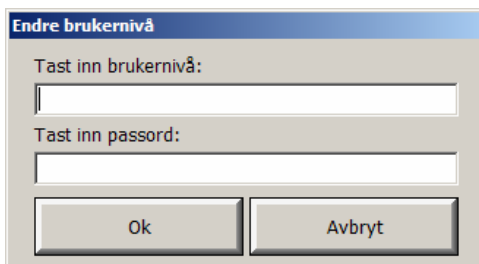 Endre brukernivå
Tast inn brukernivå:
Tast inn passord:
Ok
Avbryt